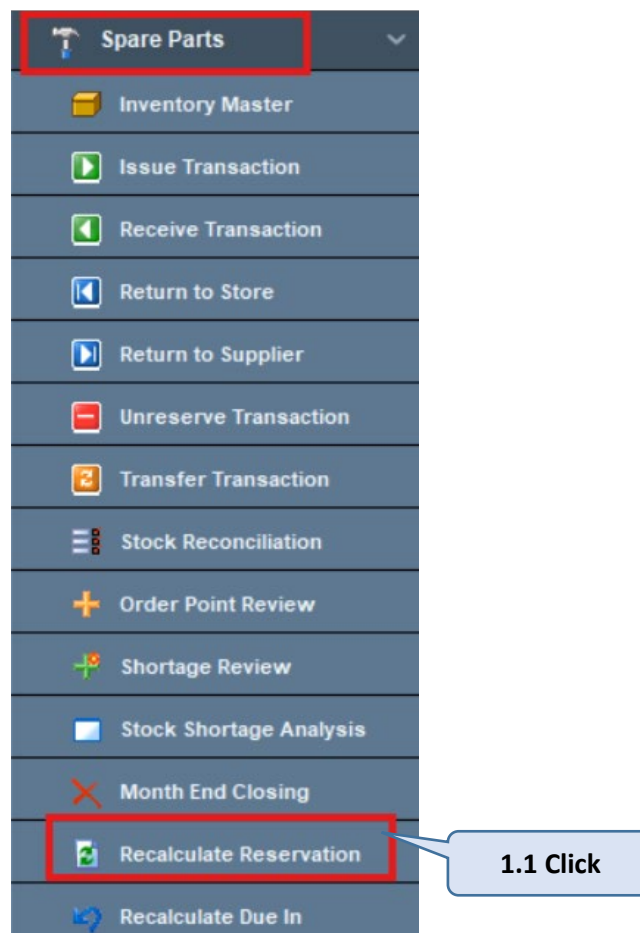 Spare Parts
Inventory Master
Issue Transaction
Receive Transaction
Return to Store
Return to Supplier
Unreserve Transaction
Transfer Transaction
Stock Reconciliation
Order Point Review
Shortage Review
Stock Shortage Analysis
Month End Closing
Recalculate Reservation
1.1 Click
Recalculate Due In